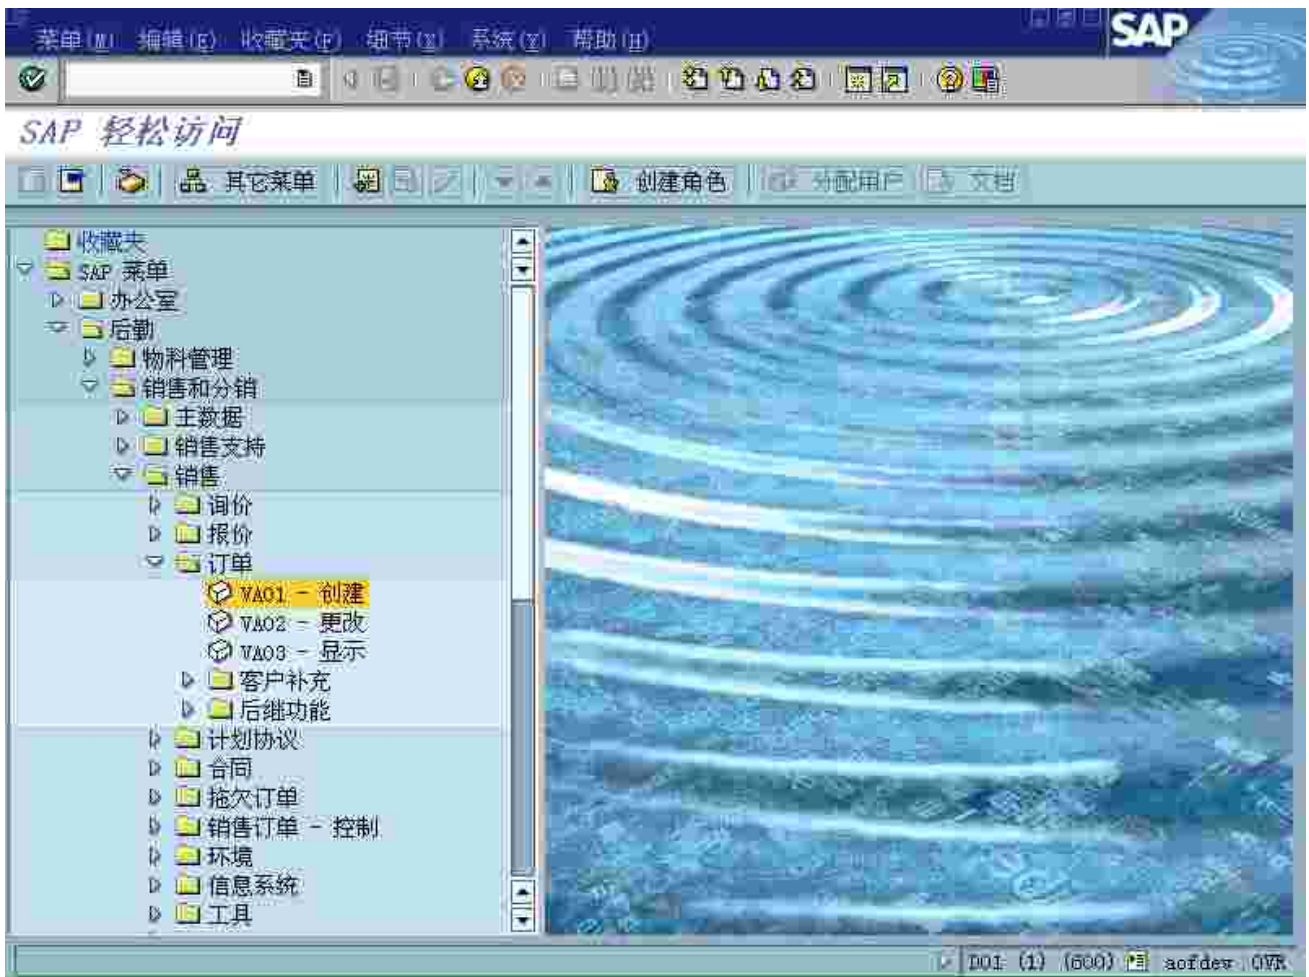 菜单(M) 编辑(E) 收藏夹(F) 细节(X) 系统(Y) 帮助(H)
SAP
SAP 轻松访问
其它菜单 创建角色 分配用户 文档
收藏夹
SAP 菜单
办公室
后勤
物料管理
销售和分销
主数据
销售支持
销售
询价
报价
订单
VA01 - 创建
VA02 - 更改
VA03 - 显示
客户补充
后继功能
计划协议
合同
拖欠订单
销售订单 - 控制
环境
信息系统
工具
D01 (1) (600) aofdew OVR